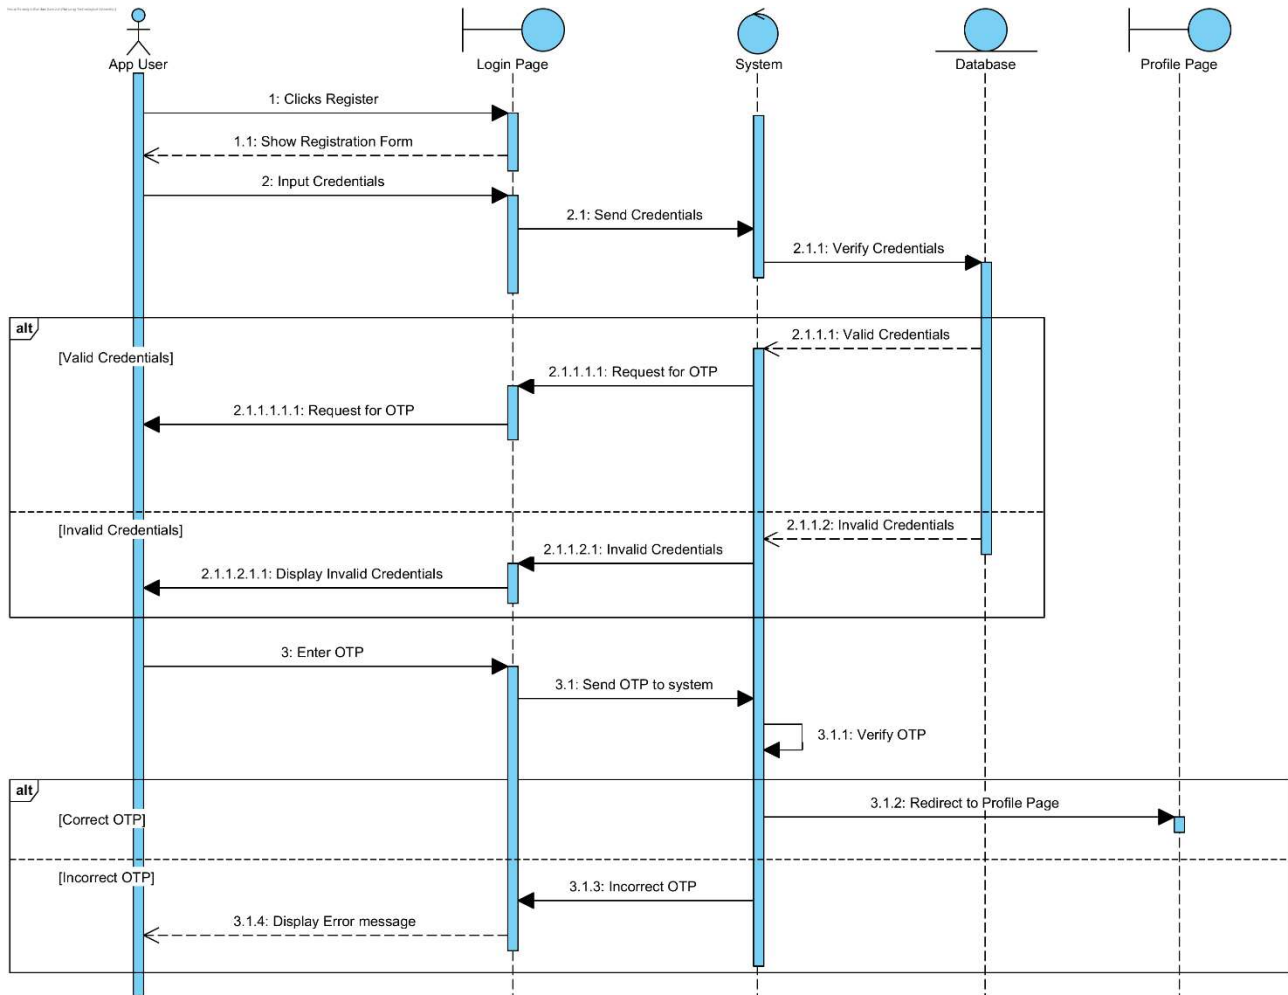 App User
Login Page
System
Database
Profile Page
1: Clicks Register
1.1: Show Registration Form
2: Input Credentials
2.1: Send Credentials
2.1.1: Verify Credentials
alt
2.1.1.1: Valid Credentials
[Valid Credentials]
2.1.1.1.1: Request for OTP
2.1.1.1.1.1: Request for OTP
[Invalid Credentials]
2.1.1.2: Invalid Credentials
2.1.1.2.1: Invalid Credentials
2.1.1.2.1.1: Display Invalid Credentials
3: Enter OTP
3.1: Send OTP to system
3.1.1: Verify OTP
alt
3.1.2: Redirect to Profile Page
[Correct OTP]
[Incorrect OTP]
3.1.3: Incorrect OTP
3.1.4: Display Error message